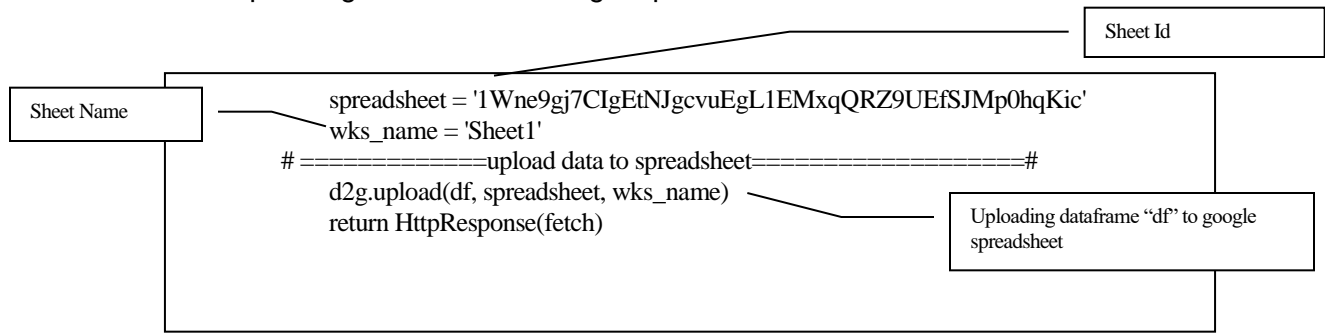 Sheet Id
Sheet Name
spreadsheet = '1Wne9gj7CIgEtNJgcvuEgL1EMxqQRZ9UEfSJMp0hqKic'
wks_name = 'Sheet1'
# =============upload data to spreadsheet===================#
d2g.upload(df, spreadsheet, wks_name)
return HttpResponse(fetch)
Uploading dataframe “df” to google
spreadsheet